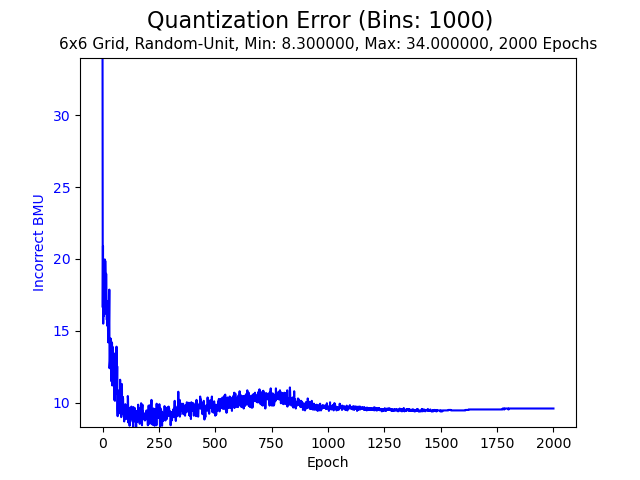 Quantization Error (Bins: 1000)
6x6 Grid, Random-Unit, Min: 8.300000, Max: 34.000000, 2000 Epochs
30
25
20
15
10
Incorrect BMU
0 250 500 750 1000 1250 1500 1750 2000
Epoch